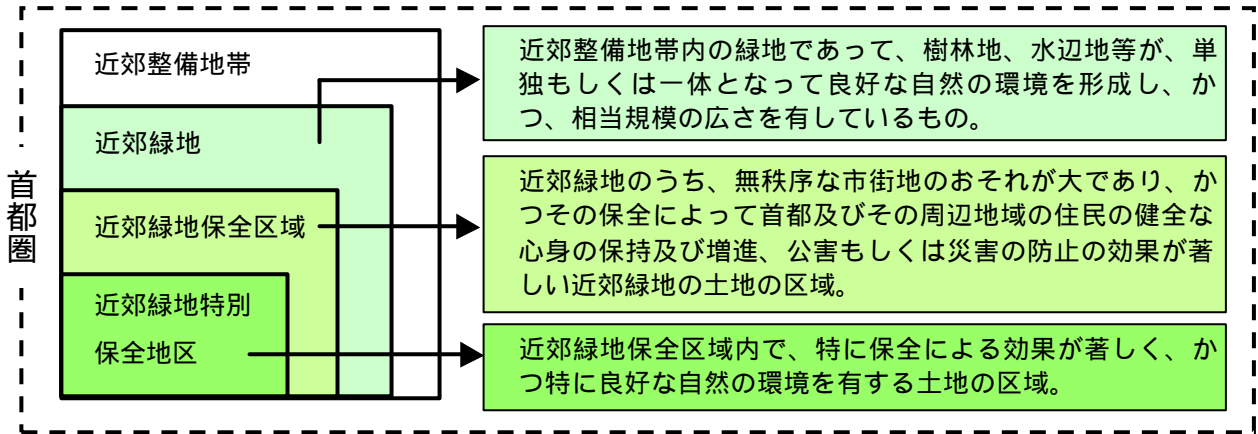 首都圏
近郊整備地帯
近郊整備地帯内の緑地であって、樹林地、水辺地等が、単
独もしくは一体となって良好な自然の環境を形成し、か
つ、相当規模の広さを有しているもの。
近郊緑地
近郊緑地のうち、無秩序な市街地のおそれが大であり、か
つその保全によって首都及びその周辺地域の住民の健全な
心身の保持及び増進、公害もしくは災害の防止の効果が著
しい近郊緑地の土地の区域。
近郊緑地保全区域
近郊緑地特別
保全地区
近郊緑地保全区域内で、特に保全による効果が著しく、か
つ特に良好な自然の環境を有する土地の区域。